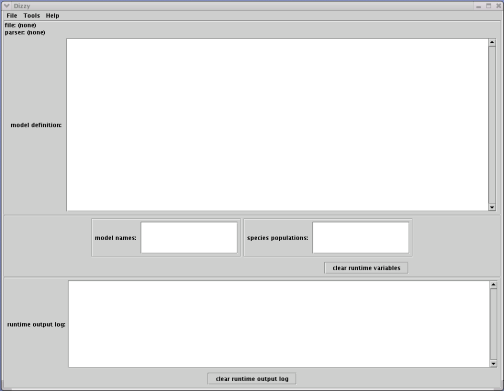 Dizzy
File Tools Help
file: (none)
parser: (none)
model definition:
model names:
species populations:
clear runtime variables
runtime output log:
clear runtime output log